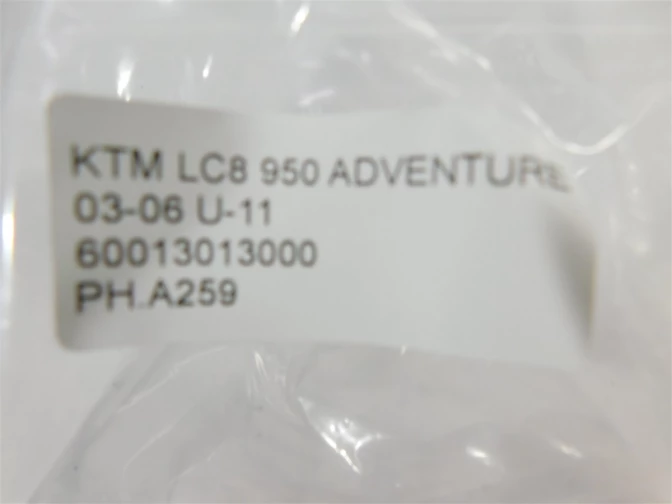 KTM LC8 950 ADVENTURE
03-06 U-11
60013013000
PH.A259